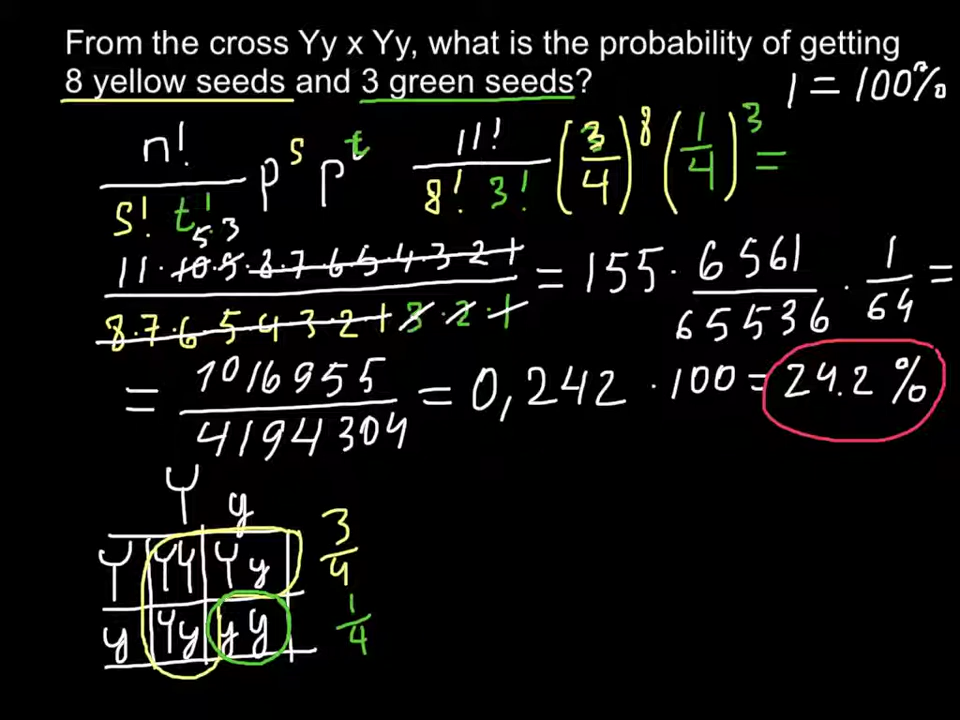 From the cross Yy x Yy, what is the probability of getting
8 yellow seeds and 3 green seeds?
1 = 100%
n! / s! t! p^s p^t 11! / 8! 3! (3/4)^8 (1/4)^3 =
5 3
11·10·9·8·7·6·5·4·3·2·1 / 8·7·6·5·4·3·2·1 3·2·1 = 155 · 6561 / 65536 · 1/64 =
= 1016955 / 4194304 = 0,242 · 100 = 24.2%
Y y
Y YY Yy 3/4
y Yy yy 1/4